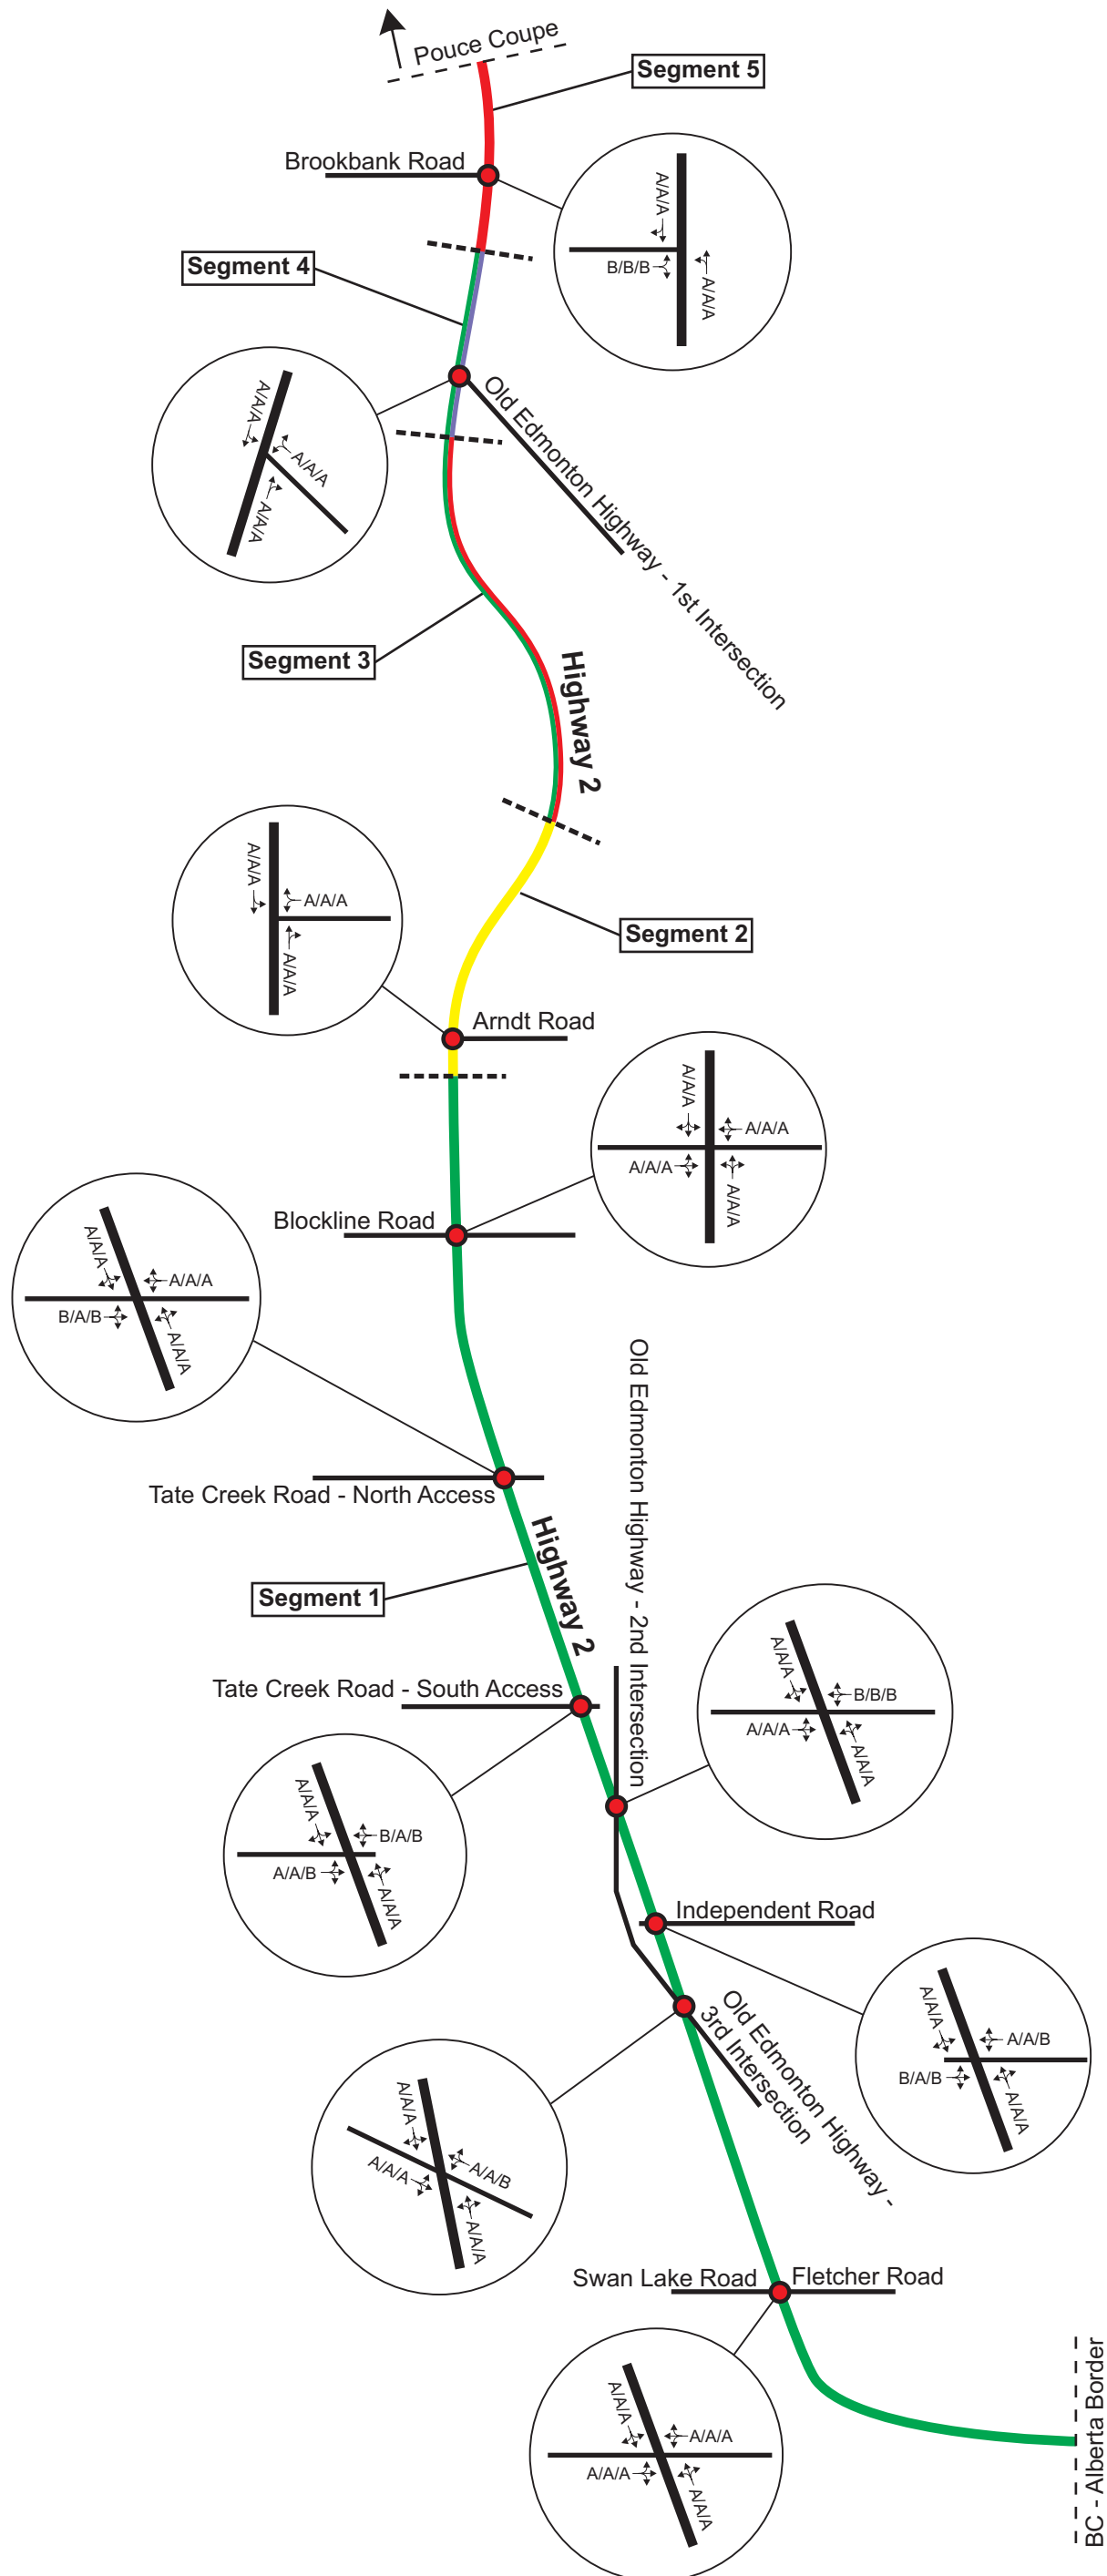 Pouce Coupe
Segment 5
Brookbank Road
A/A/A
B/B/B
A/A/A
Segment 4
Old Edmonton Highway - 1st Intersection
A/A/A
A/A/A
A/A/A
Segment 3
Highway 2
A/A/A
A/A/A
A/A/A
Segment 2
Arndt Road
A/A/A
A/A/A
A/A/A
A/A/A
Blockline Road
A/A/A
A/A/A
B/A/B
A/A/A
Old Edmonton Highway - 2nd Intersection
Tate Creek Road - North Access
Highway 2
Segment 1
A/A/A
B/B/B
A/A/A
A/A/A
Tate Creek Road - South Access
A/A/A
B/A/B
A/A/B
A/A/A
Independent Road
A/A/A
A/A/B
B/A/B
A/A/A
Old Edmonton Highway -
3rd Intersection
A/A/A
A/A/B
A/A/A
A/A/A
Swan Lake Road
Fletcher Road
A/A/A
A/A/A
A/A/A
A/A/A
BC - Alberta Border